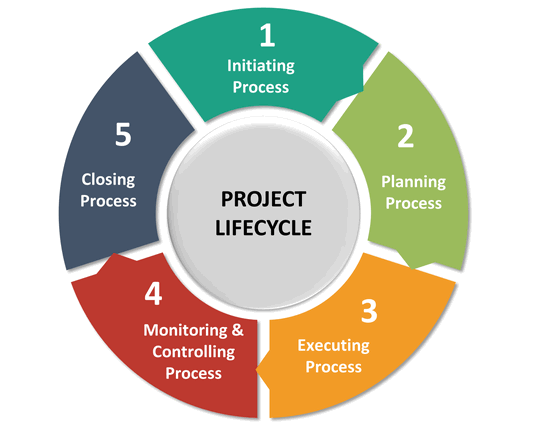 1
Initiating
Process
2
Planning
Process
3
Executing
Process
4
Monitoring &
Controlling
Process
5
Closing
Process
PROJECT
LIFECYCLE